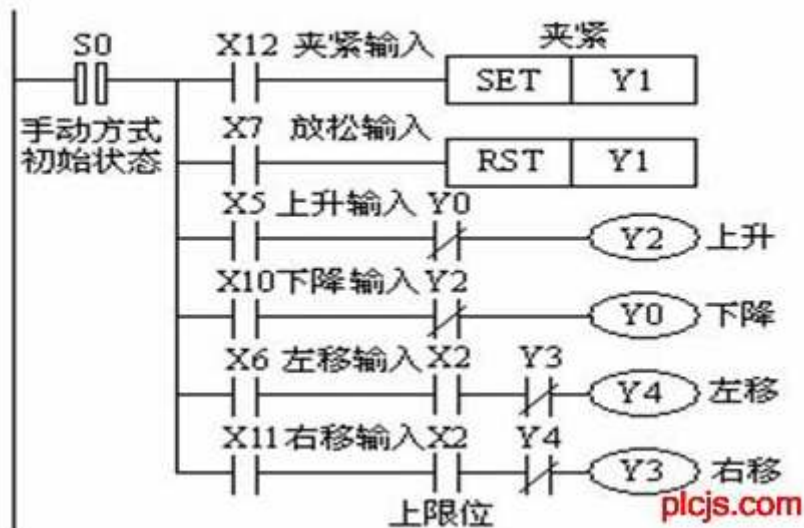 夹紧
S0 X12 夹紧输入 SET Y1
手动方式 X7 放松输入
初始状态 RST Y1
X5 上升输入 Y0
Y2 上升
X10下降输入 Y2
Y0 下降
X6 左移输入 X2 Y3
Y4 左移
X11右移输入 X2 Y4
Y3 右移
上限位
plcjs.com